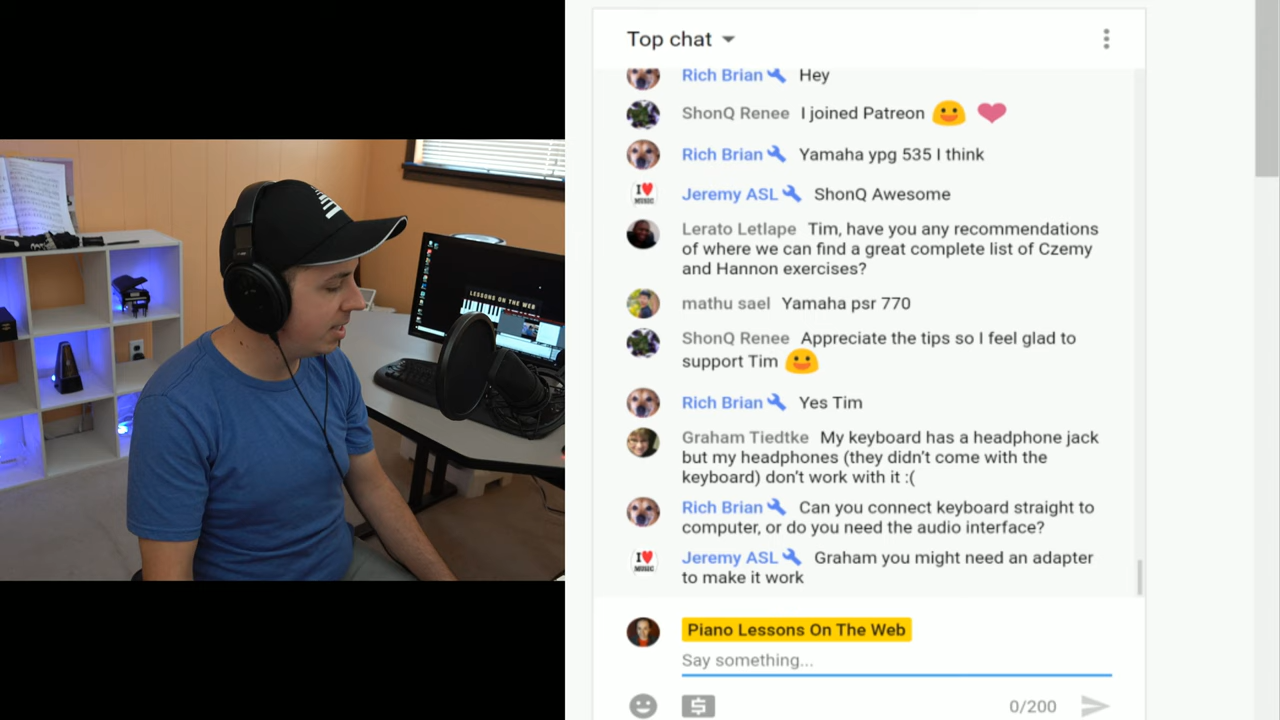 Top chat
Rich Brian Hey
ShonQ Renee I joined Patreon
Rich Brian Yamaha ypg 535 I think
I MUSIC
Jeremy ASL ShonQ Awesome
Lerato Letlape Tim, have you any recommendations
of where we can find a great complete list of Czemy
and Hannon exercises?
mathu sael Yamaha psr 770
ShonQ Renee Appreciate the tips so I feel glad to
support Tim
Rich Brian Yes Tim
Graham Tiedtke My keyboard has a headphone jack
but my headphones (they didn’t come with the
keyboard) don’t work with it :(
Rich Brian Can you connect keyboard straight to
computer, or do you need the audio interface?
I MUSIC
Jeremy ASL Graham you might need an adapter
to make it work
Piano Lessons On The Web
Say something...
0/200
LESSONS ON THE WEB